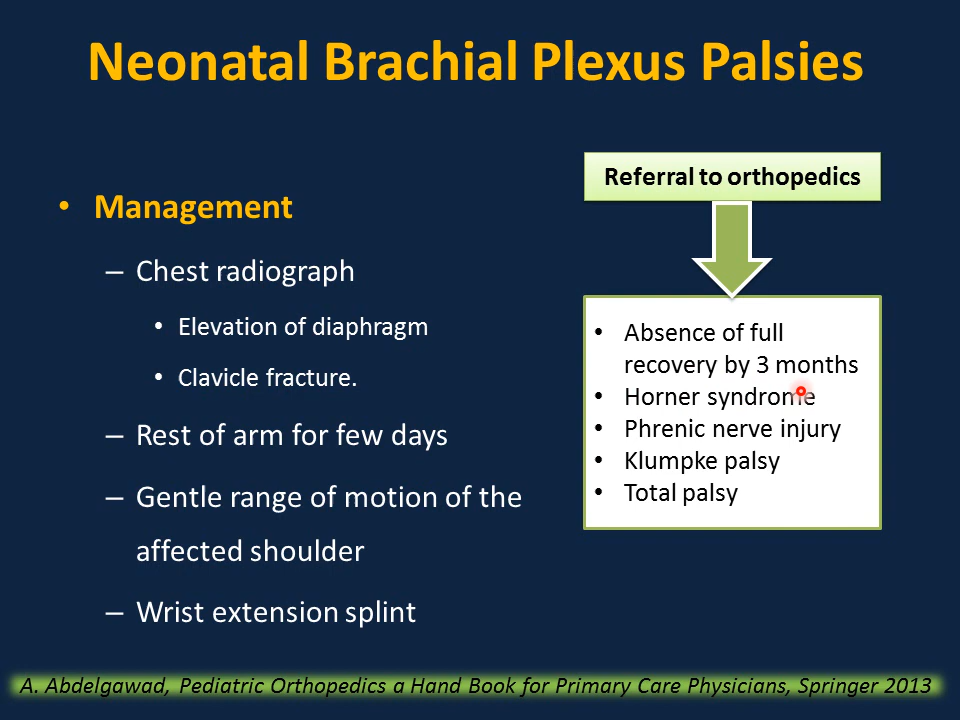 Neonatal Brachial Plexus Palsies
• Management
– Chest radiograph
• Elevation of diaphragm
• Clavicle fracture.
– Rest of arm for few days
– Gentle range of motion of the
affected shoulder
– Wrist extension splint
Referral to orthopedics
• Absence of full
recovery by 3 months
• Horner syndrome
• Phrenic nerve injury
• Klumpke palsy
• Total palsy
A. Abdelgawad, Pediatric Orthopedics a Hand Book for Primary Care Physicians, Springer 2013